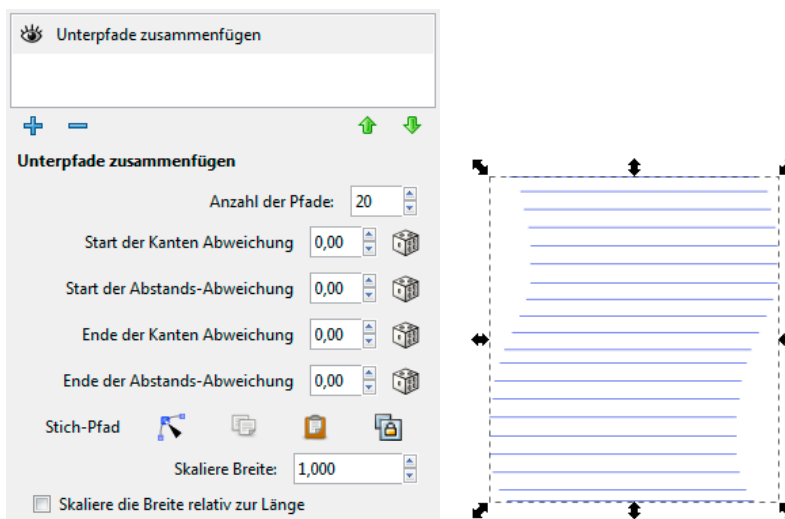 Unterpfade zusammenfügen
Unterpfade zusammenfügen
Anzahl der Pfade: 20
Start der Kanten Abweichung 0,00
Start der Abstands-Abweichung 0,00
Ende der Kanten Abweichung 0,00
Ende der Abstands-Abweichung 0,00
Stich-Pfad
Skaliere Breite: 1,000
Skaliere die Breite relativ zur Länge